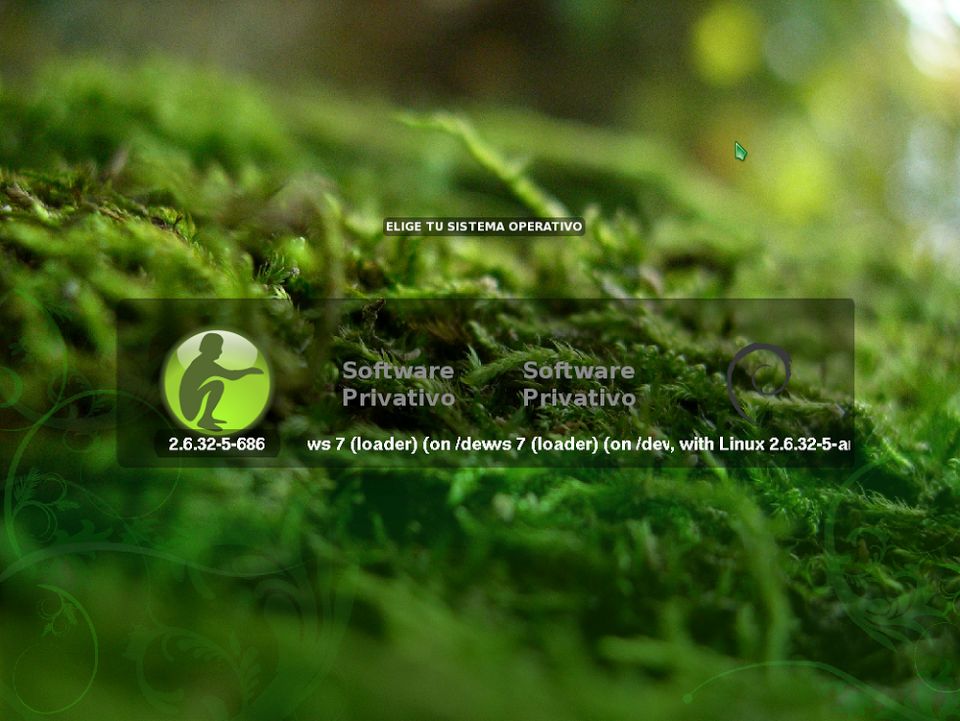 ELIGE TU SISTEMA OPERATIVO
Software
Privativo
Software
Privativo
2.6.32-5-686
ws 7 (loader) (on /dews 7 (loader) (on /dev, with Linux 2.6.32-5-a